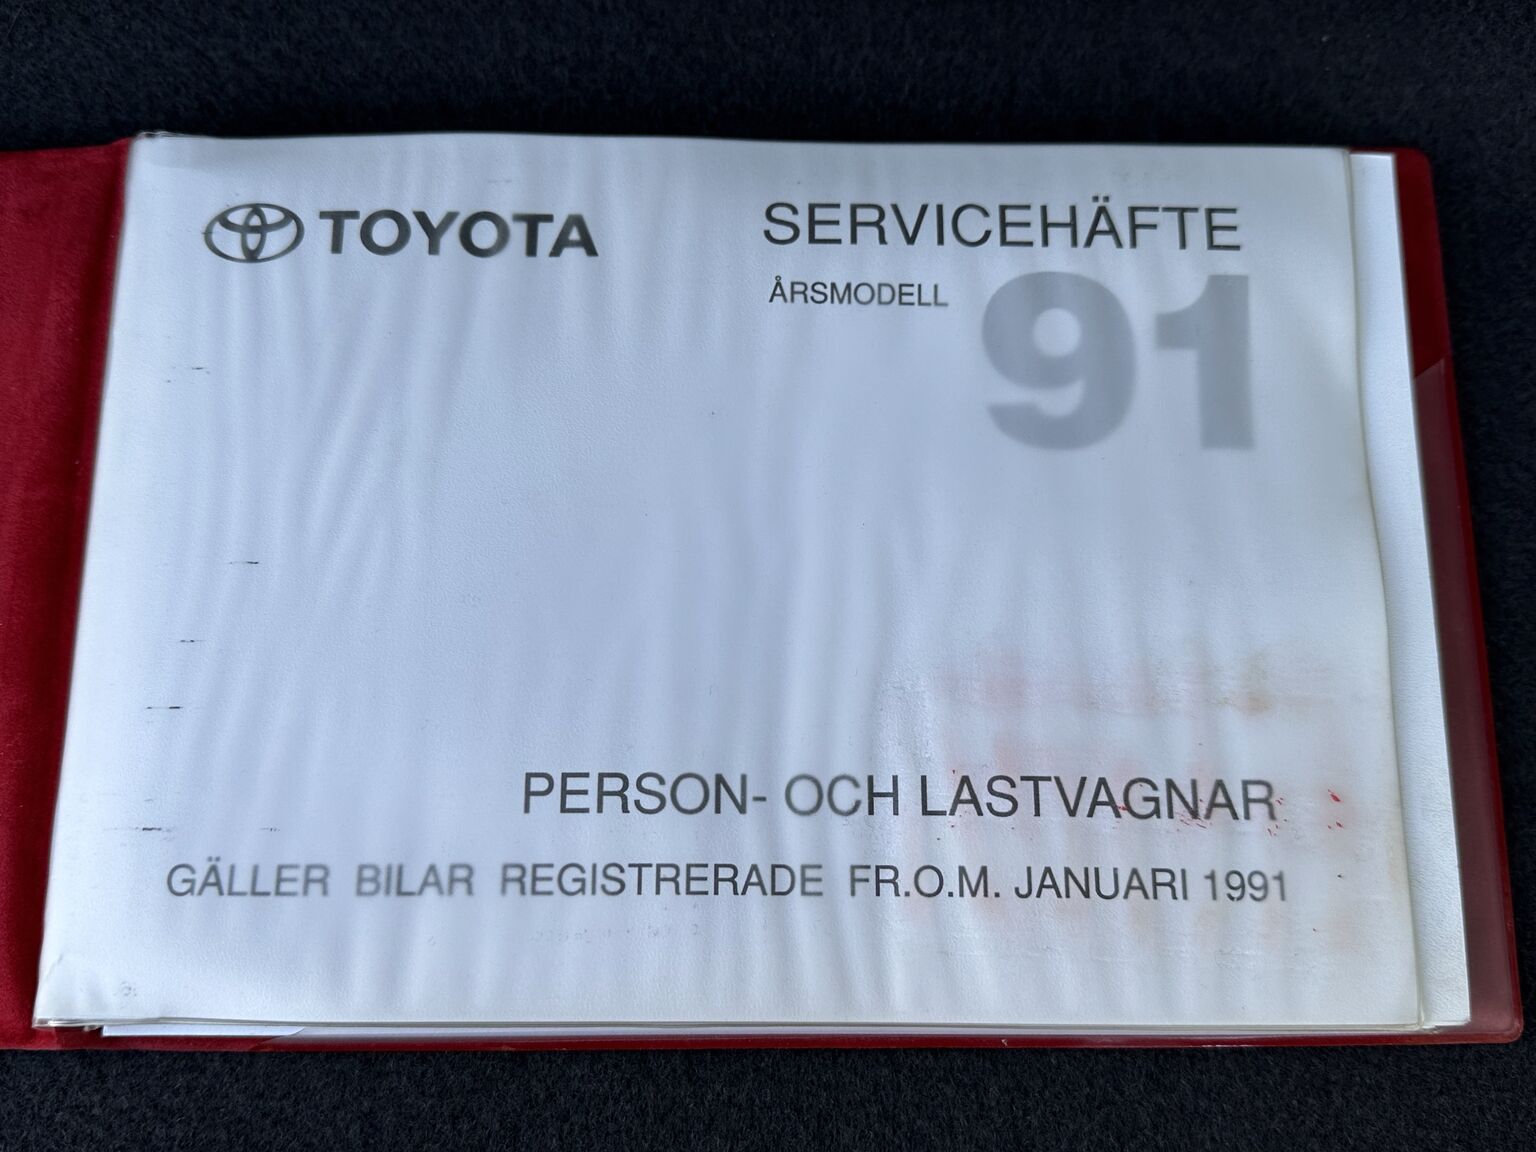 TOYOTA
SERVICEHÄFTE
ÅRSMODELL 91
PERSON- OCH LASTVAGNAR
GÄLLER BILAR REGISTRERADE FR.O.M. JANUARI 1991